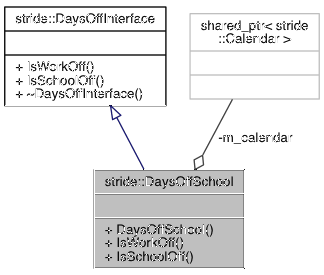 stride::DaysOffInterface
+ IsWorkOff()
+ IsSchoolOff()
+ ~DaysOffInterface()
shared_ptr< stride
::Calendar >
-m_calendar
stride::DaysOffSchool
+ DaysOffSchool()
+ IsWorkOff()
+ IsSchoolOff()